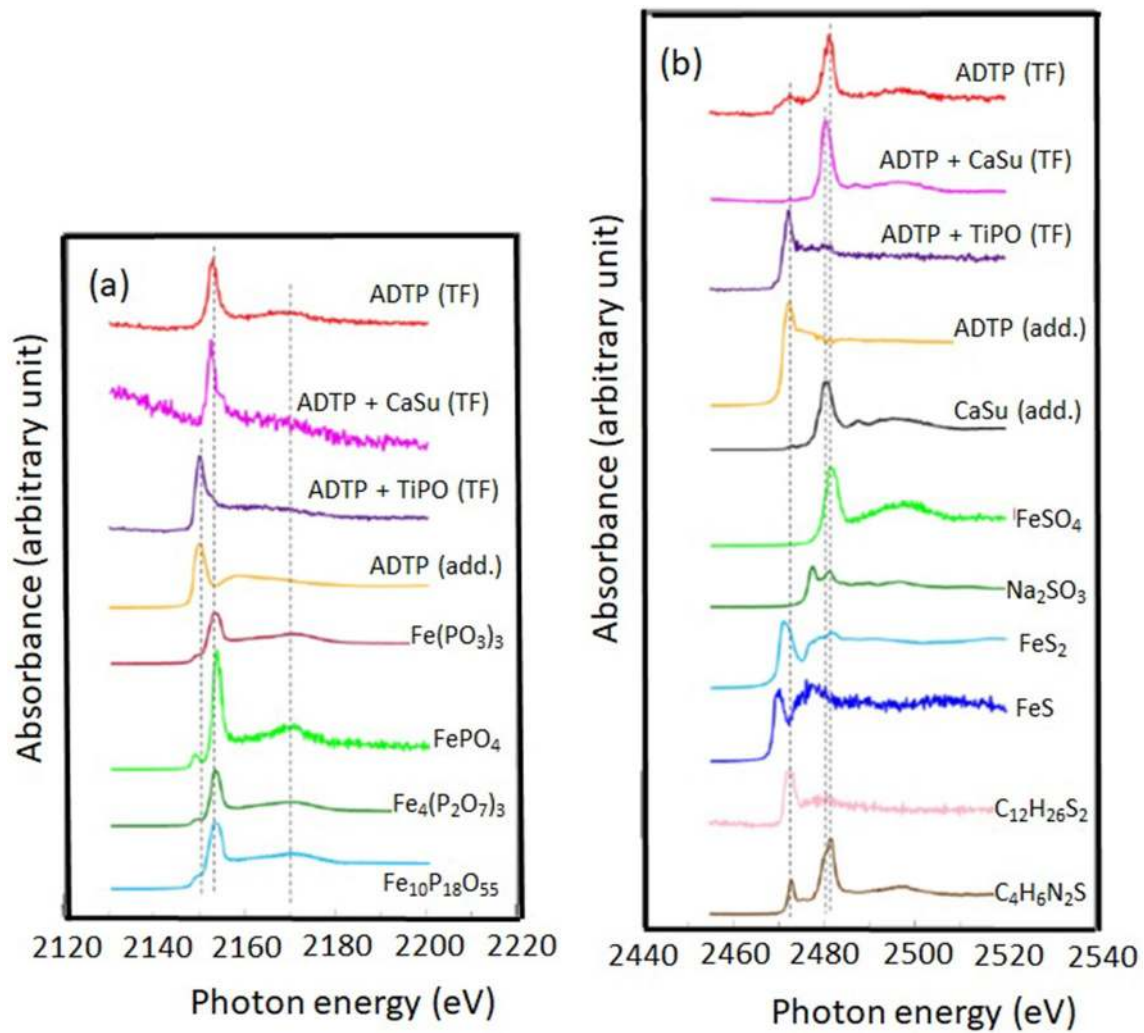 (a)
ADTP (TF)
ADTP + CaSu (TF)
ADTP + TiPO (TF)
ADTP (add.)
Fe(PO₃)₃
FePO₄
Fe₄(P₂O₇)₃
Fe₁₀P₁₈O₅₅
2120 2140 2160 2180 2200 2220
Photon energy (eV)
Absorbance (arbitrary unit)
(b)
ADTP (TF)
ADTP + CaSu (TF)
ADTP + TiPO (TF)
ADTP (add.)
CaSu (add.)
FeSO₄
Na₂SO₃
FeS₂
FeS
C₁₂H₂₆S₂
C₄H₆N₂S
2440 2460 2480 2500 2520 2540
Photon energy (eV)
Absorbance (arbitrary unit)